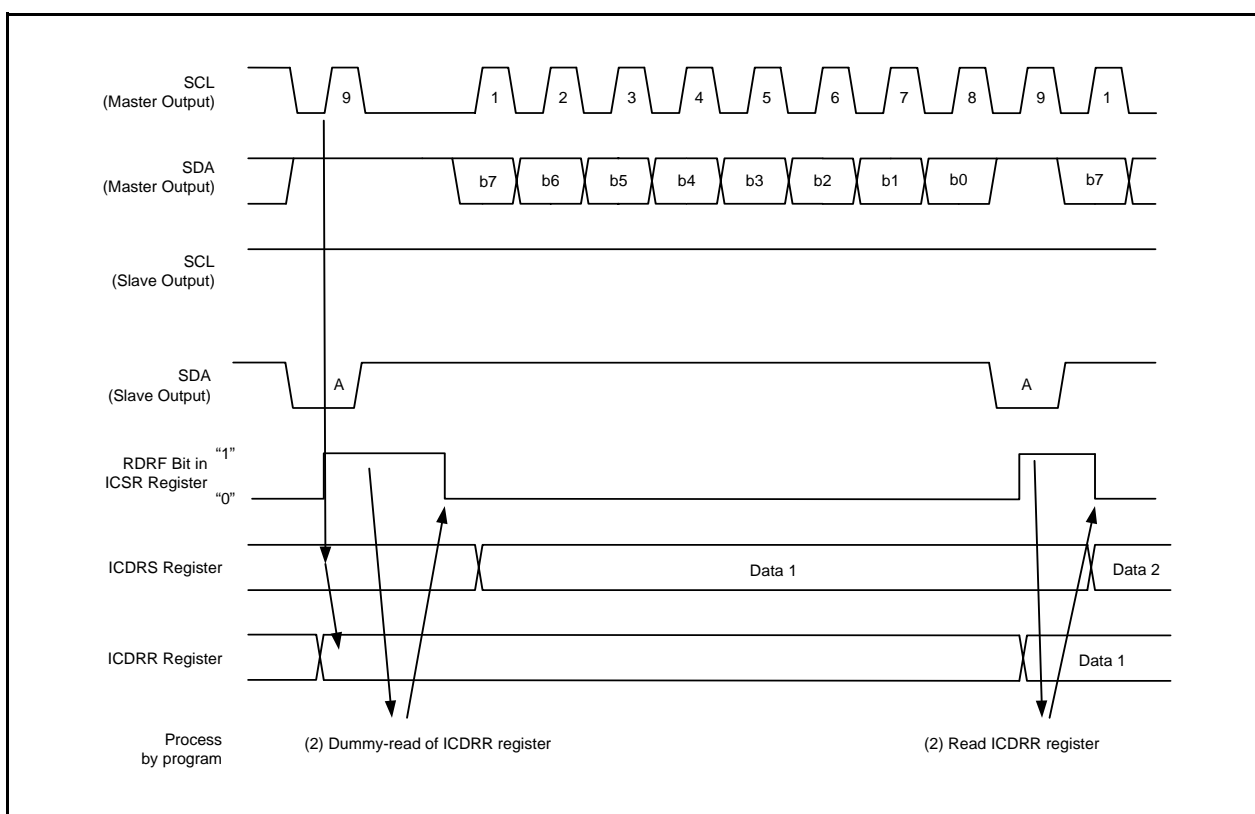 SCL
(Master Output)
9 1 2 3 4 5 6 7 8 9 1
SDA
(Master Output)
b7 b6 b5 b4 b3 b2 b1 b0 b7
SCL
(Slave Output)
SDA
(Slave Output)
A A
RDRF Bit in
ICSR Register
“1”
“0”
ICDRS Register
Data 1 Data 2
ICDRR Register
Data 1
Process
by program
(2) Dummy-read of ICDRR register
(2) Read ICDRR register